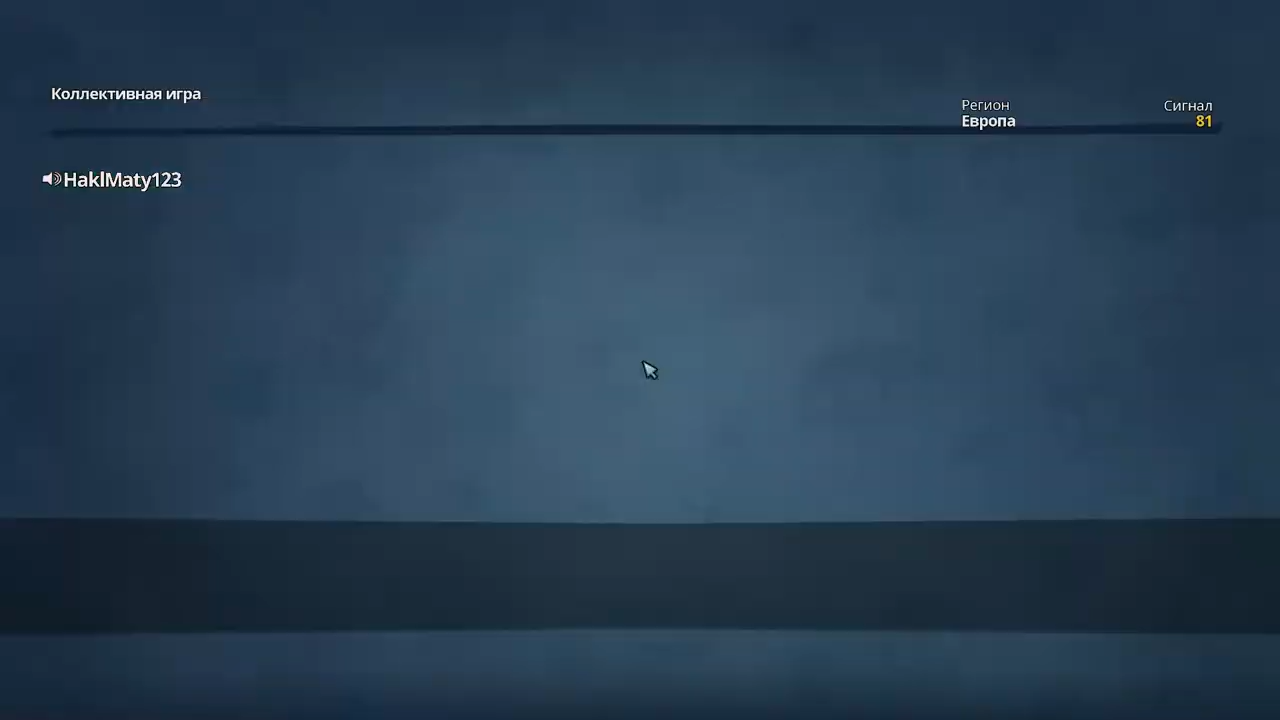 Коллективная игра
Регион
Европа
Сигнал
81
HaklMaty123